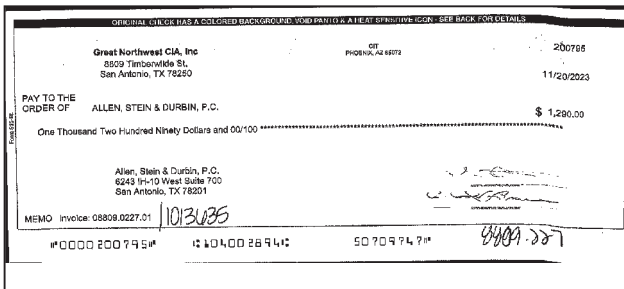 ORIGINAL CHECK HAS A COLORED BACKGROUND, VOID PANTO & A HEAT SENSITIVE ICON - SEE BACK FOR DETAILS
Great Northwest CIA, Inc
8809 Timberwilde St.
San Antonio, TX 78250
CIT
PHOENIX, AZ 85072
200795
11/20/2023
PAY TO THE
ORDER OF ALLEN, STEIN & DURBIN, P.C.
$ 1,290.00
One Thousand Two Hundred Ninety Dollars and 00/100
Allen, Stein & Durbin, P.C.
6243 IH-10 West Suite 700
San Antonio, TX 78201
MEMO Invoice: 08809.0227.01 1013635
⑈0000200795⑈ ⑆104002894⑆ 50709747⑈ 8809.227